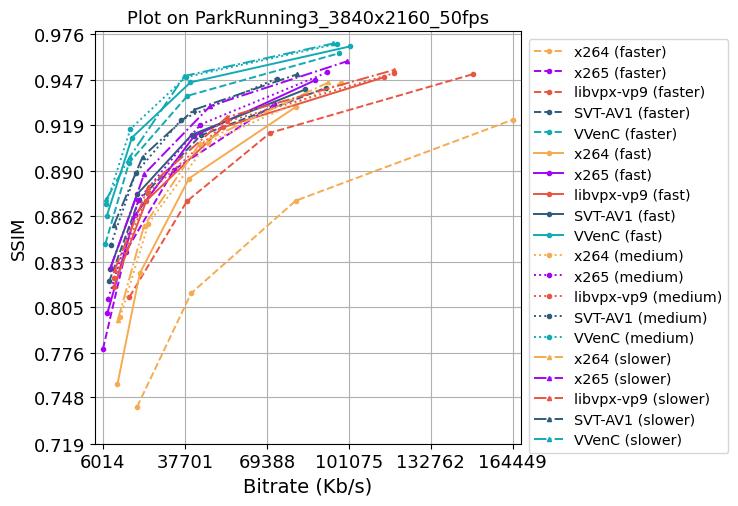 Plot on ParkRunning3_3840x2160_50fps
0.976
0.947
0.919
0.890
0.862
0.833
0.805
0.776
0.748
0.719
SSIM
6014 37701 69388 101075 132762 164449
Bitrate (Kb/s)
x264 (faster)
x265 (faster)
libvpx-vp9 (faster)
SVT-AV1 (faster)
VVenC (faster)
x264 (fast)
x265 (fast)
libvpx-vp9 (fast)
SVT-AV1 (fast)
VVenC (fast)
x264 (medium)
x265 (medium)
libvpx-vp9 (medium)
SVT-AV1 (medium)
VVenC (medium)
x264 (slower)
x265 (slower)
libvpx-vp9 (slower)
SVT-AV1 (slower)
VVenC (slower)